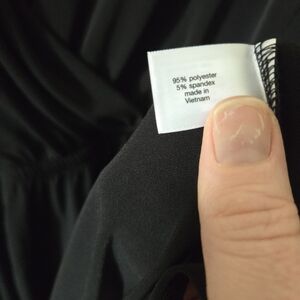 95% polyester
5% spandex
made in
Vietnam